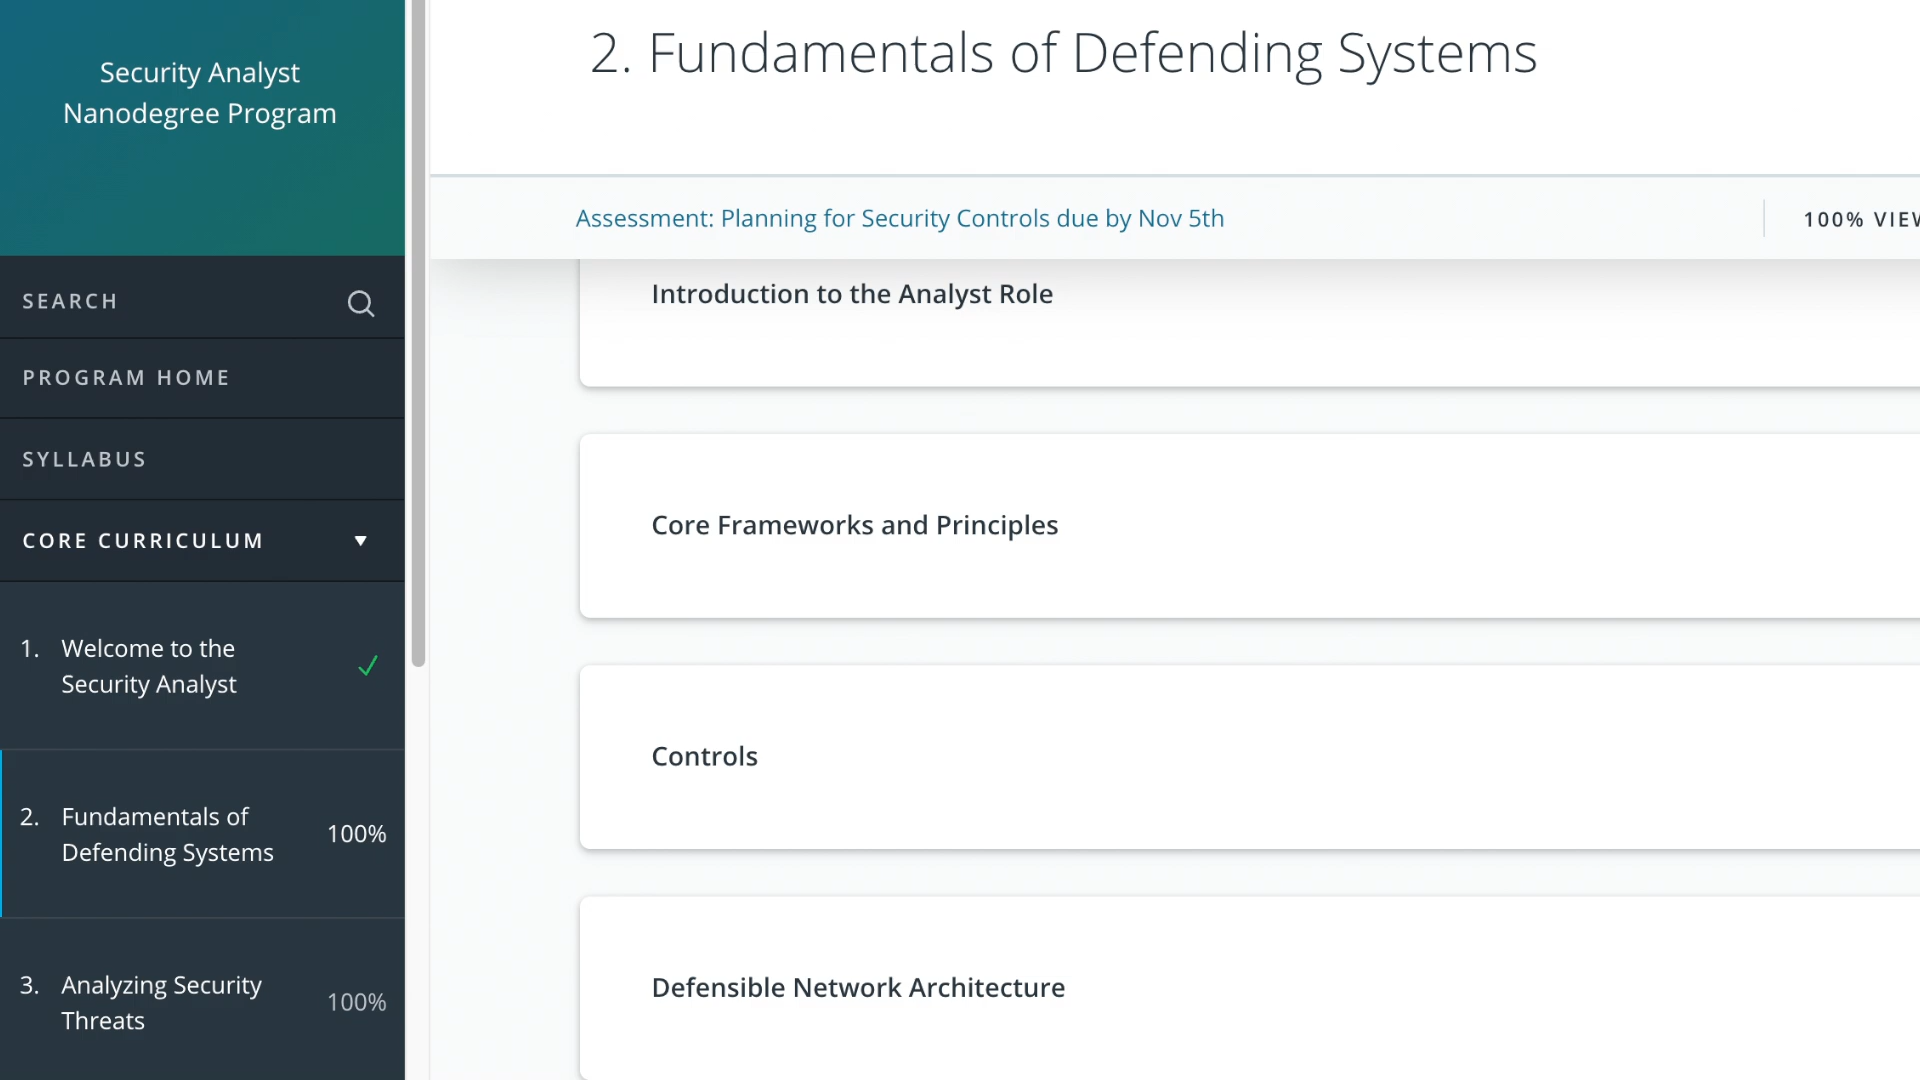 Security Analyst
Nanodegree Program
SEARCH
PROGRAM HOME
SYLLABUS
CORE CURRICULUM
1. Welcome to the
Security Analyst
2. Fundamentals of
Defending Systems
100%
3. Analyzing Security
Threats
100%
2. Fundamentals of Defending Systems
Assessment: Planning for Security Controls due by Nov 5th
100% VIEW
Introduction to the Analyst Role
Core Frameworks and Principles
Controls
Defensible Network Architecture